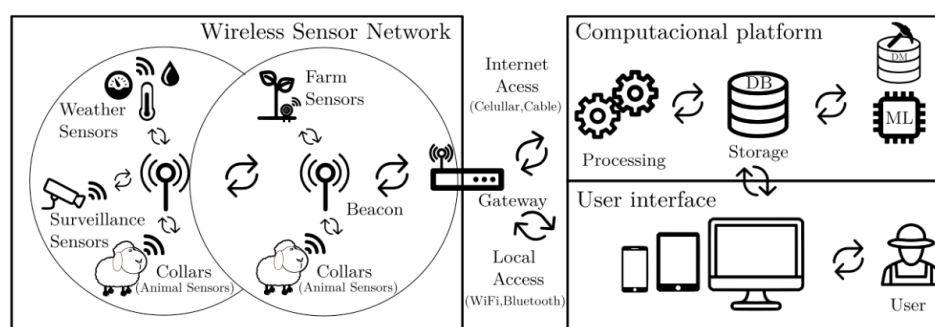 Wireless Sensor Network
Weather
Sensors
Farm
Sensors
Surveillance
Sensors
Beacon
Collars
(Animal Sensors)
Collars
(Animal Sensors)
Internet
Acess
(Celullar,Cable)
Gateway
Local
Access
(WiFi,Bluetooth)
Computacional platform
Processing
DB
Storage
DM
ML
User interface
User